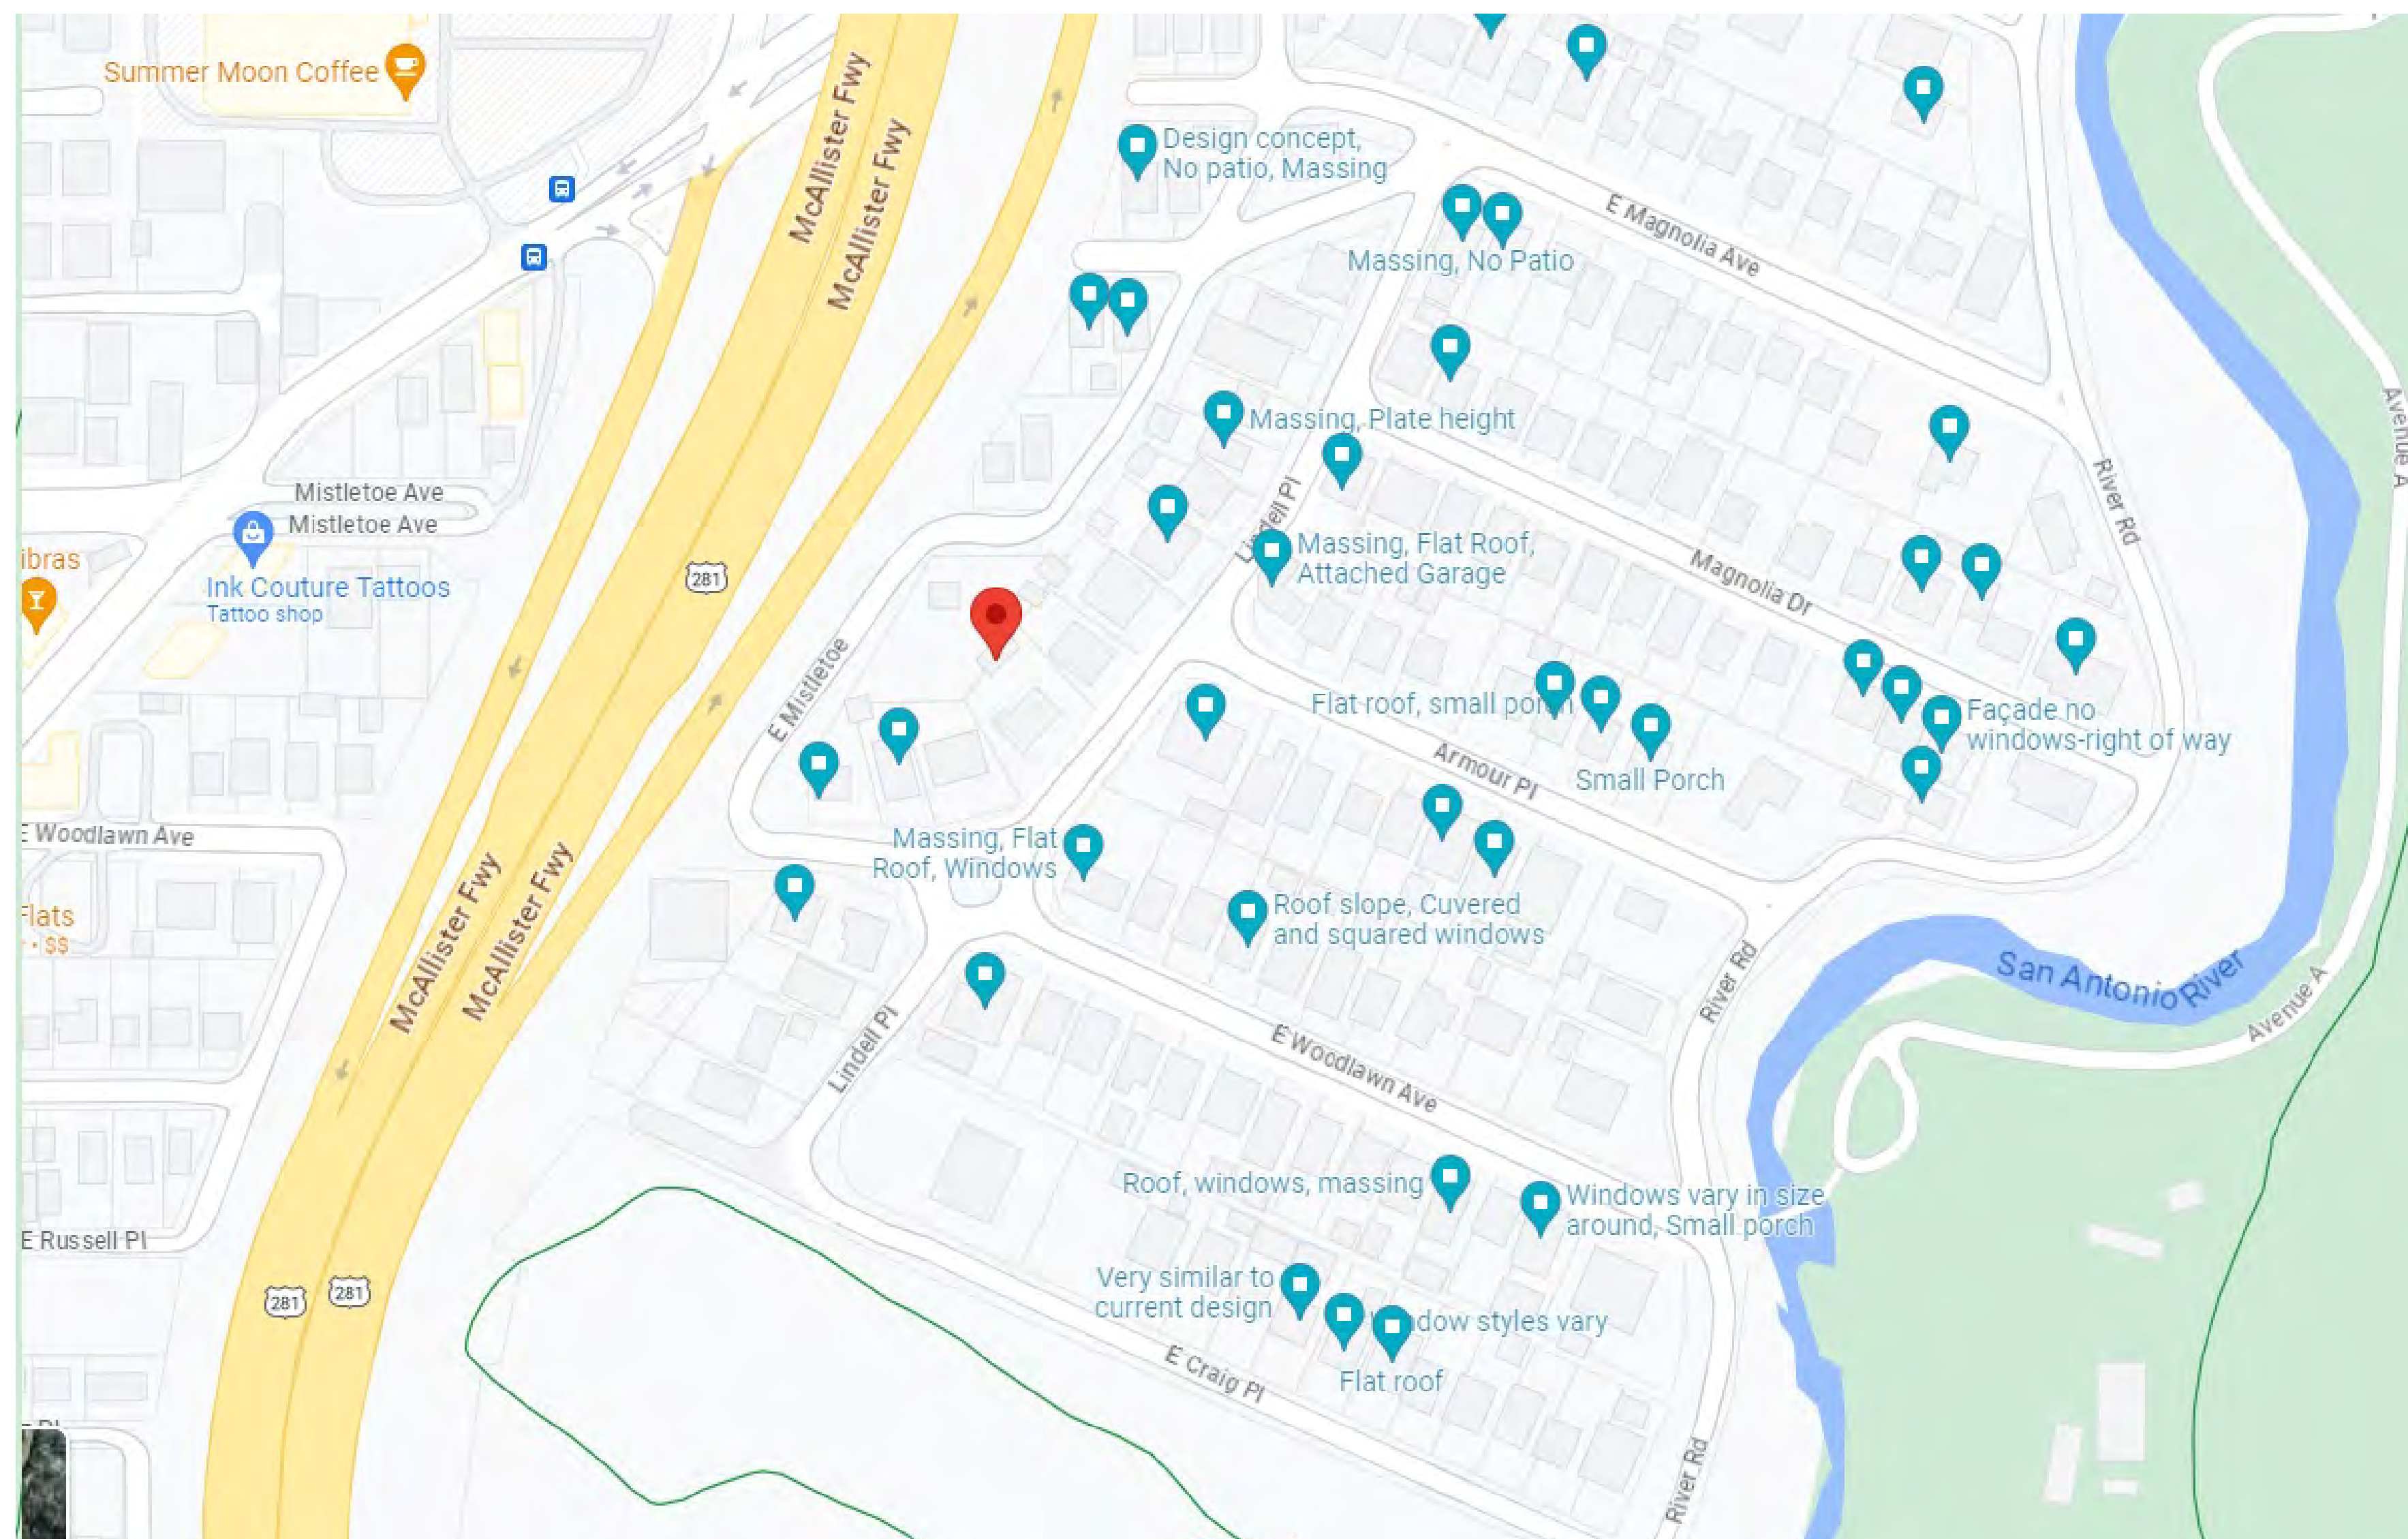 Summer Moon Coffee
McAllister Fwy
McAllister Fwy
Design concept,
No patio, Massing
E Magnolia Ave
Massing, No Patio
Avenue A
Massing, Plate height
Mistletoe Ave
Mistletoe Ave
Lindell Pl
River Rd
ibras
Ink Couture Tattoos
Tattoo shop
281
Massing, Flat Roof,
Attached Garage
Magnolia Dr
E Mistletoe
Flat roof, small porch
Façade no
windows-right of way
Armour Pl
Small Porch
E Woodlawn Ave
Massing, Flat
Roof, Windows
McAllister Fwy
McAllister Fwy
Flats
· $$
Roof slope, Cuvered
and squared windows
River Rd
San Antonio River
Avenue A
Lindell Pl
E Woodlawn Ave
Roof, windows, massing
Windows vary in size
around, Small porch
E Russell Pl
281
281
Very similar to
current design
dow styles vary
E Craig Pl
Flat roof
River Rd